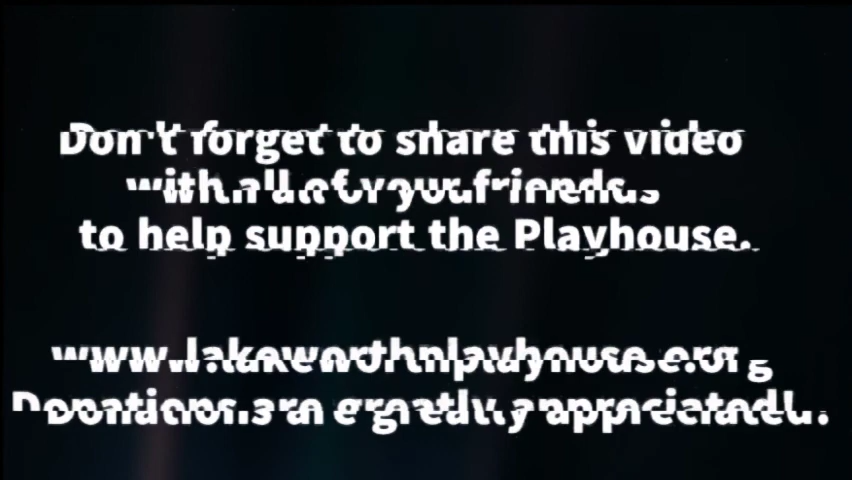 Don't forget to share this video
with all of your friends
to help support the Playhouse.
www.lakeworthplayhouse.org
Donations are greatly appreciated!